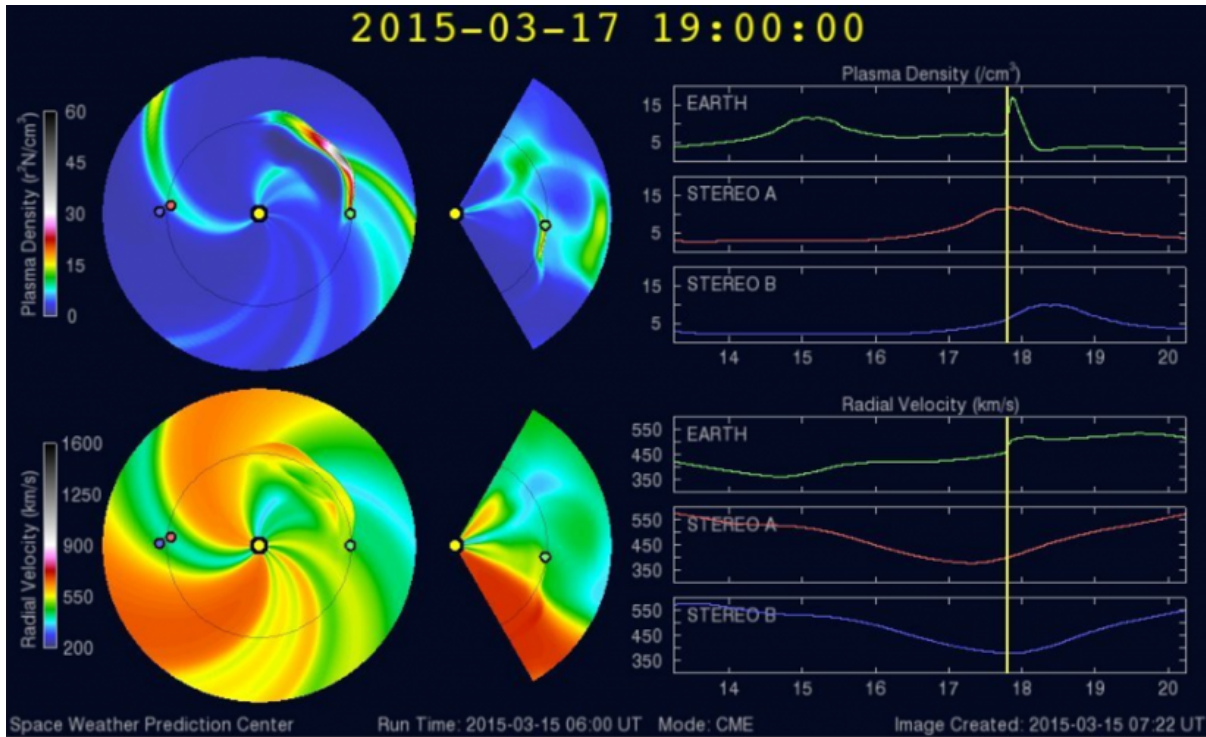 2015-03-17 19:00:00
Plasma Density (r²N/cm³)
60
45
30
15
0
Plasma Density (/cm³)
EARTH
15
5
STEREO A
15
5
STEREO B
15
5
14 15 16 17 18 19 20
Radial Velocity (km/s)
1600
1250
900
550
200
Radial Velocity (km/s)
EARTH
550
450
350
STEREO A
550
450
350
STEREO B
550
450
350
14 15 16 17 18 19 20
Space Weather Prediction Center Run Time: 2015-03-15 06:00 UT Mode: CME Image Created: 2015-03-15 07:22 UT